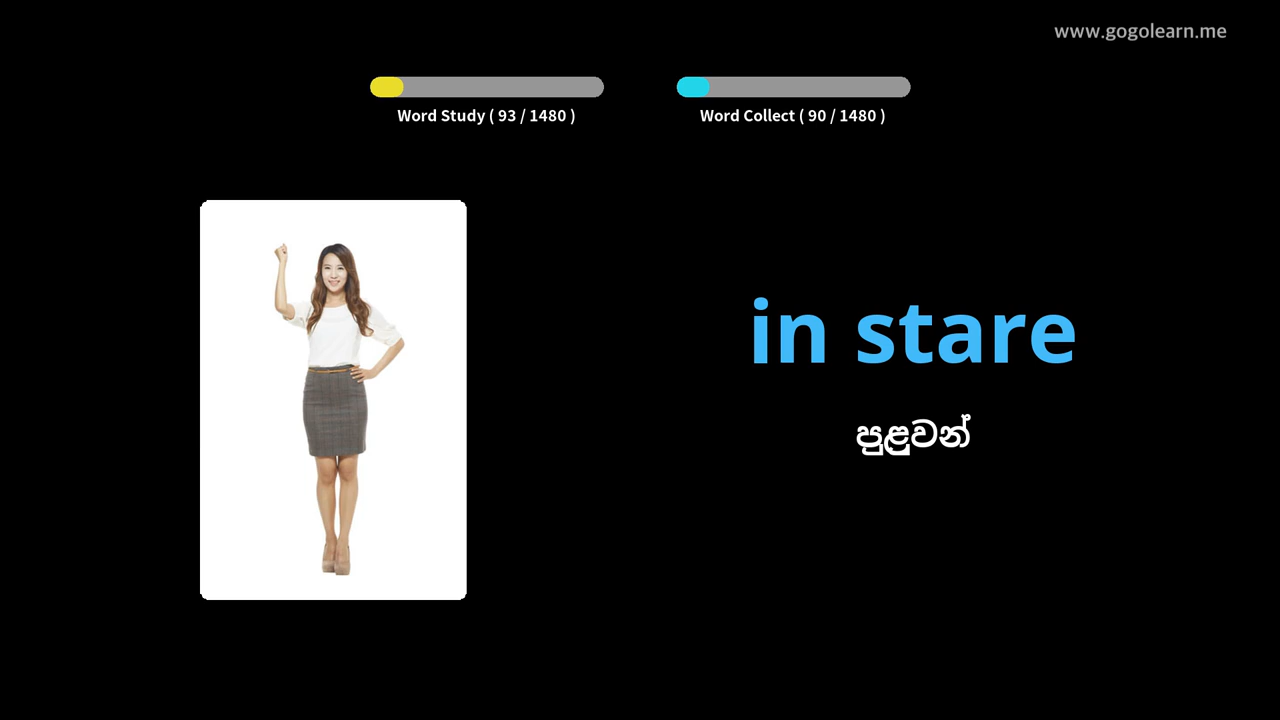 www.gogolearn.me
Word Study ( 93 / 1480 )
Word Collect ( 90 / 1480 )
in stare
පුළුවන්